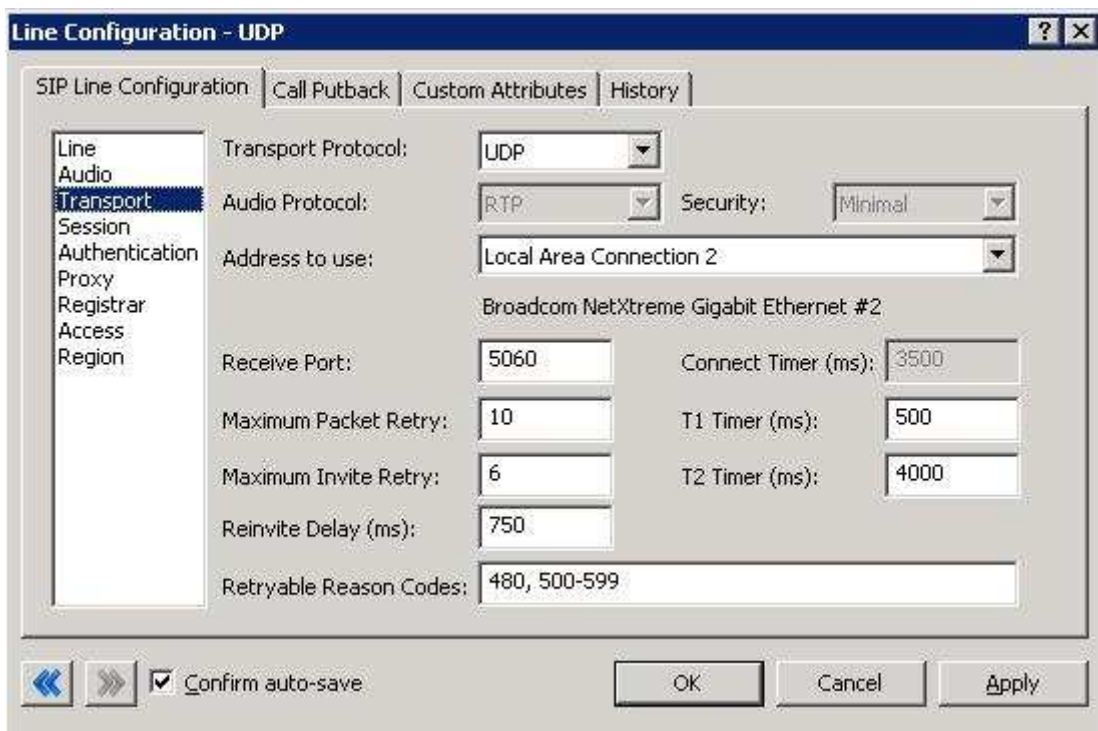 Line Configuration - UDP
SIP Line Configuration
Call Putback
Custom Attributes
History
Line
Audio
Transport
Session
Authentication
Proxy
Registrar
Access
Region
Transport Protocol: UDP
Audio Protocol: RTP Security: Minimal
Address to use: Local Area Connection 2
Broadcom NetXtreme Gigabit Ethernet #2
Receive Port: 5060 Connect Timer (ms): 3500
Maximum Packet Retry: 10 T1 Timer (ms): 500
Maximum Invite Retry: 6 T2 Timer (ms): 4000
Reinvite Delay (ms): 750
Retryable Reason Codes: 480, 500-599
Confirm auto-save
OK
Cancel
Apply